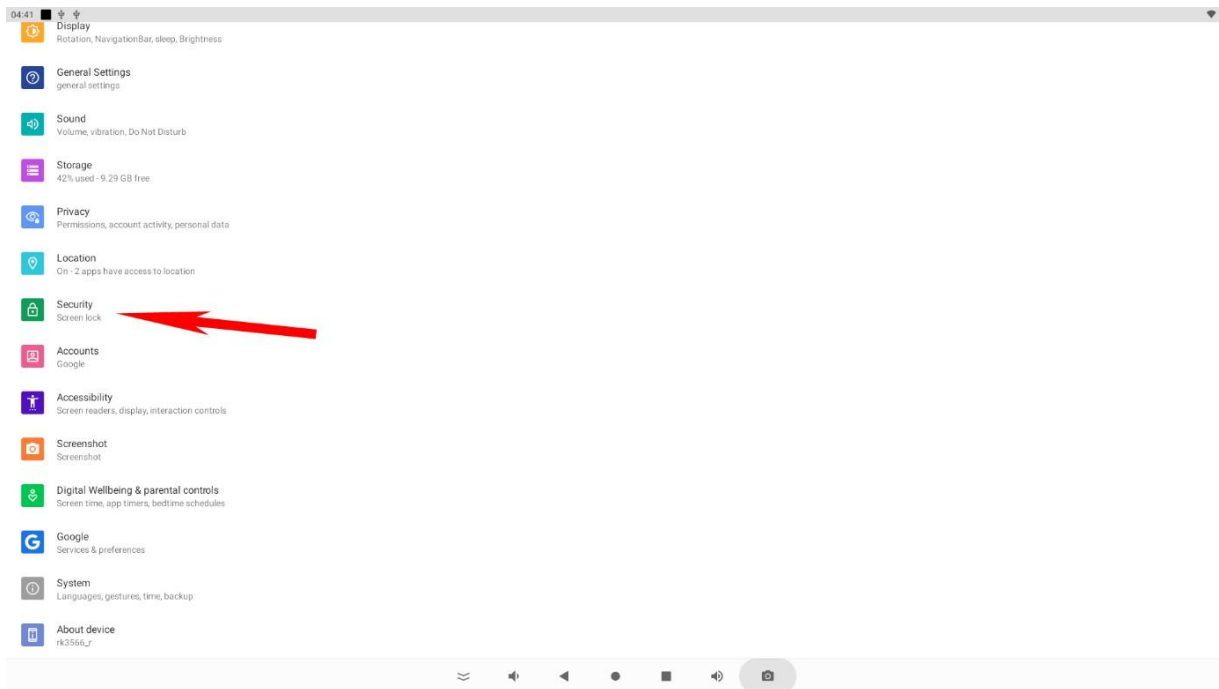 04:41
Display
Rotation, NavigationBar, sleep, Brightness
General Settings
general settings
Sound
Volume, vibration, Do Not Disturb
Storage
42% used - 9.29 GB free
Privacy
Permissions, account activity, personal data
Location
On - 2 apps have access to location
Security
Screen lock
Accounts
Google
Accessibility
Screen readers, display, interaction controls
Screenshot
Screenshot
Digital Wellbeing & parental controls
Screen time, app timers, bedtime schedules
Google
Services & preferences
System
Languages, gestures, time, backup
About device
rk3566_r